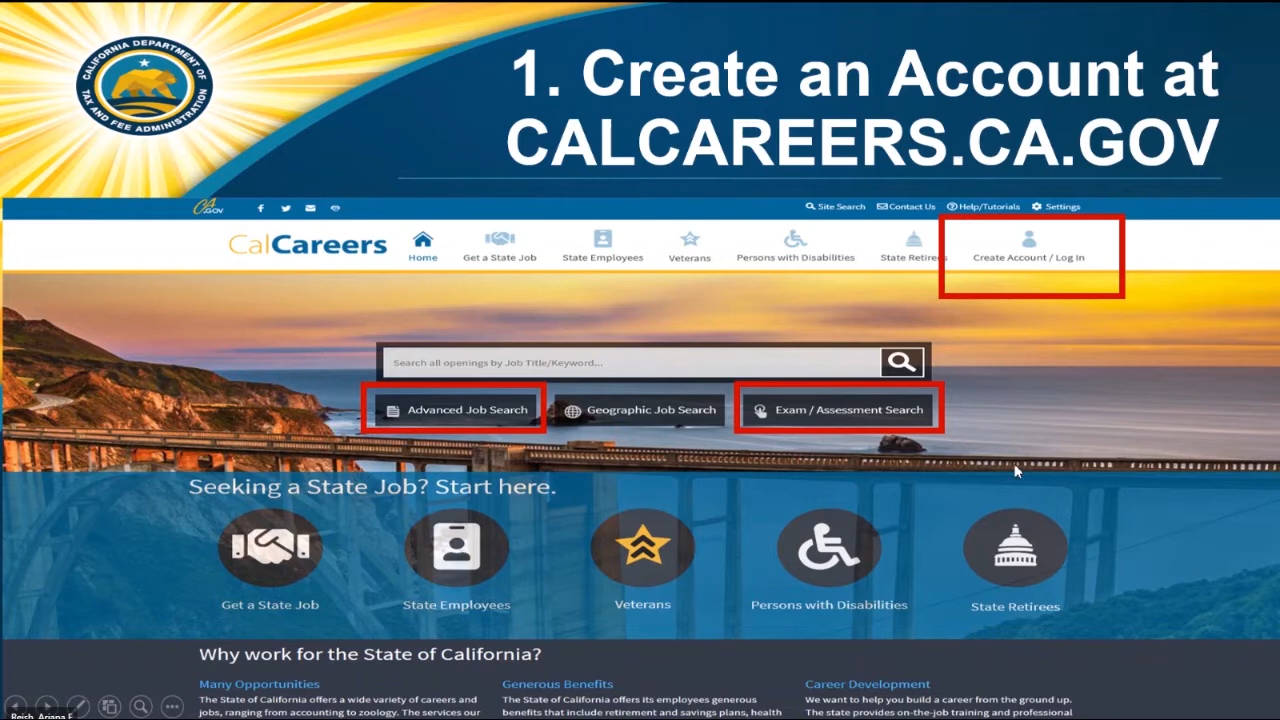 CALIFORNIA DEPARTMENT OF
TAX AND FEE ADMINISTRATION
1. Create an Account at
CALCAREERS.CA.GOV
CA.GOV
Site Search
Contact Us
Help/Tutorials
Settings
CalCareers
Home
Get a State Job
State Employees
Veterans
Persons with Disabilities
State Retirees
Create Account / Log In
Search all openings by Job Title/Keyword...
Advanced Job Search
Geographic Job Search
Exam / Assessment Search
Seeking a State Job? Start here.
Get a State Job
State Employees
Veterans
Persons with Disabilities
State Retirees
Why work for the State of California?
Many Opportunities
The State of California offers a wide variety of careers and
jobs, ranging from accounting to zoology. The services our
Generous Benefits
The State of California offers its employees generous
benefits that include retirement and savings plans, health
Career Development
We want to help you build a career from the ground up.
The state provides on-the-job training and professional